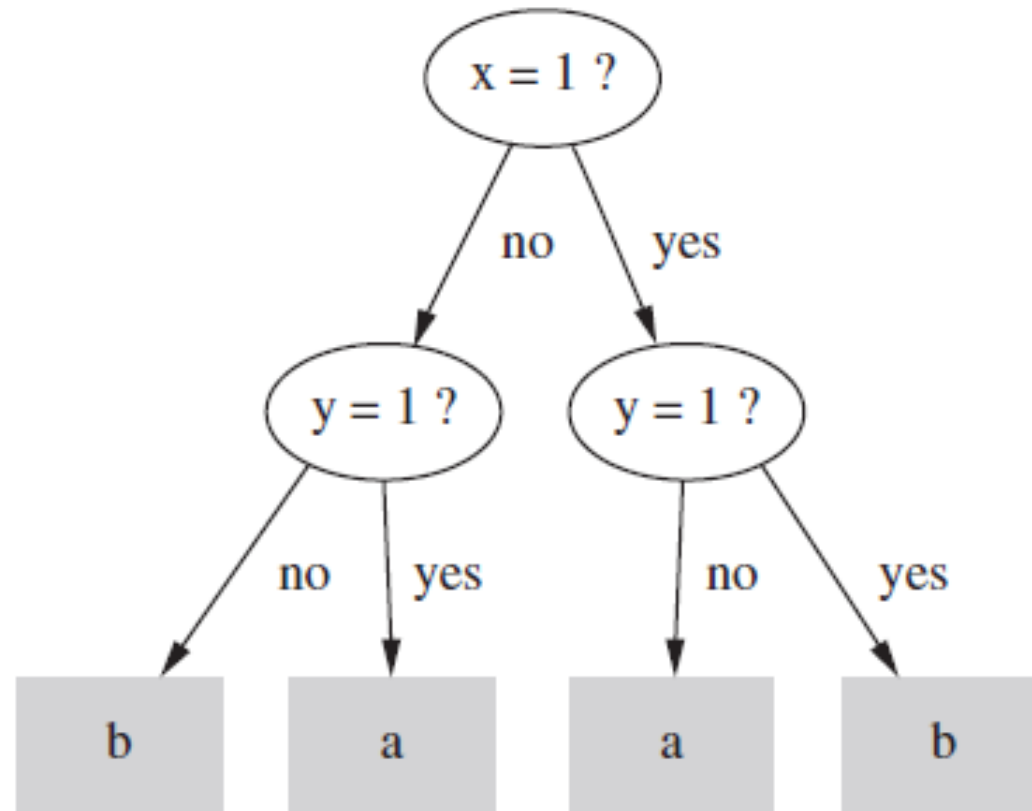 x = 1 ?
no yes
y = 1 ? y = 1 ?
no yes no yes
b a a b